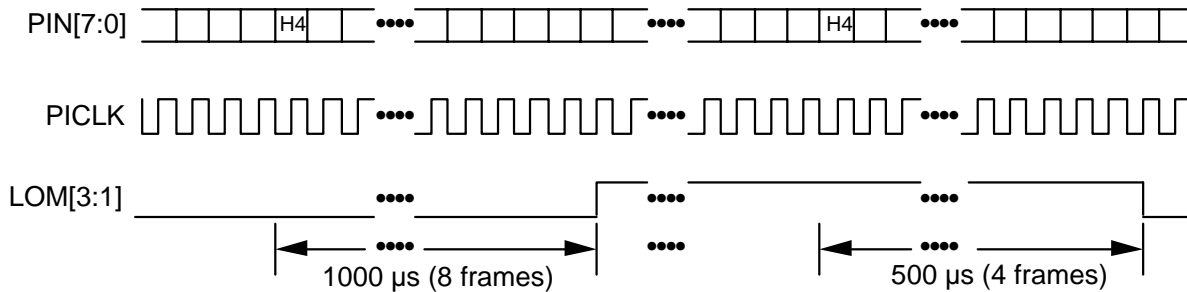 PIN[7:0]
H4
H4
PICLK
LOM[3:1]
1000 µs (8 frames)
500 µs (4 frames)